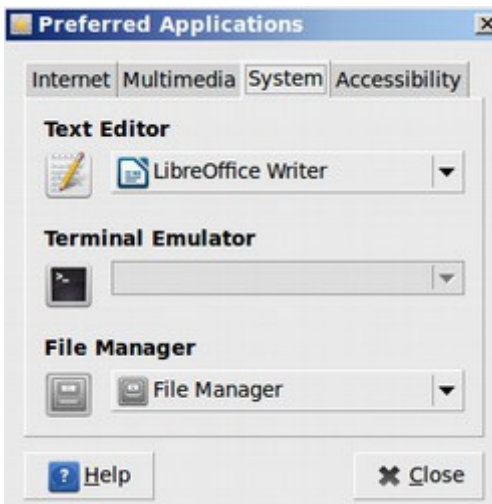 Preferred Applications
Internet Multimedia System Accessibility
Text Editor
LibreOffice Writer
Terminal Emulator
File Manager
File Manager
Help Close